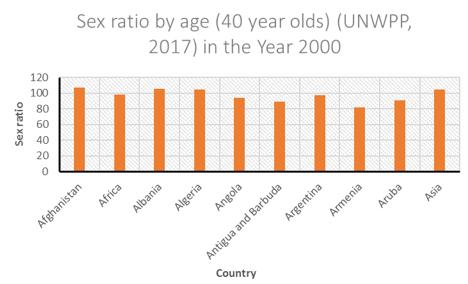 Sex ratio by age (40 year olds) (UNWPP,
2017) in the Year 2000
Sex ratio
120
100
80
60
40
20
0
Afghanistan
Africa
Albania
Algeria
Angola
Antigua and Barbuda
Argentina
Armenia
Aruba
Asia
Country